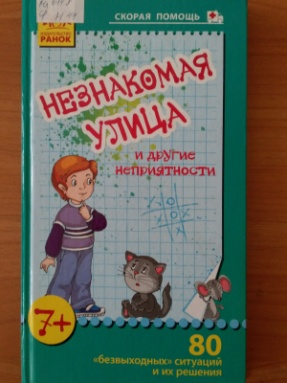 СКОРАЯ ПОМОЩЬ
РАНОК
НЕЗНАКОМАЯ
УЛИЦА
и другие
неприятности
7+
80
«безвыходных» ситуаций
и их решения